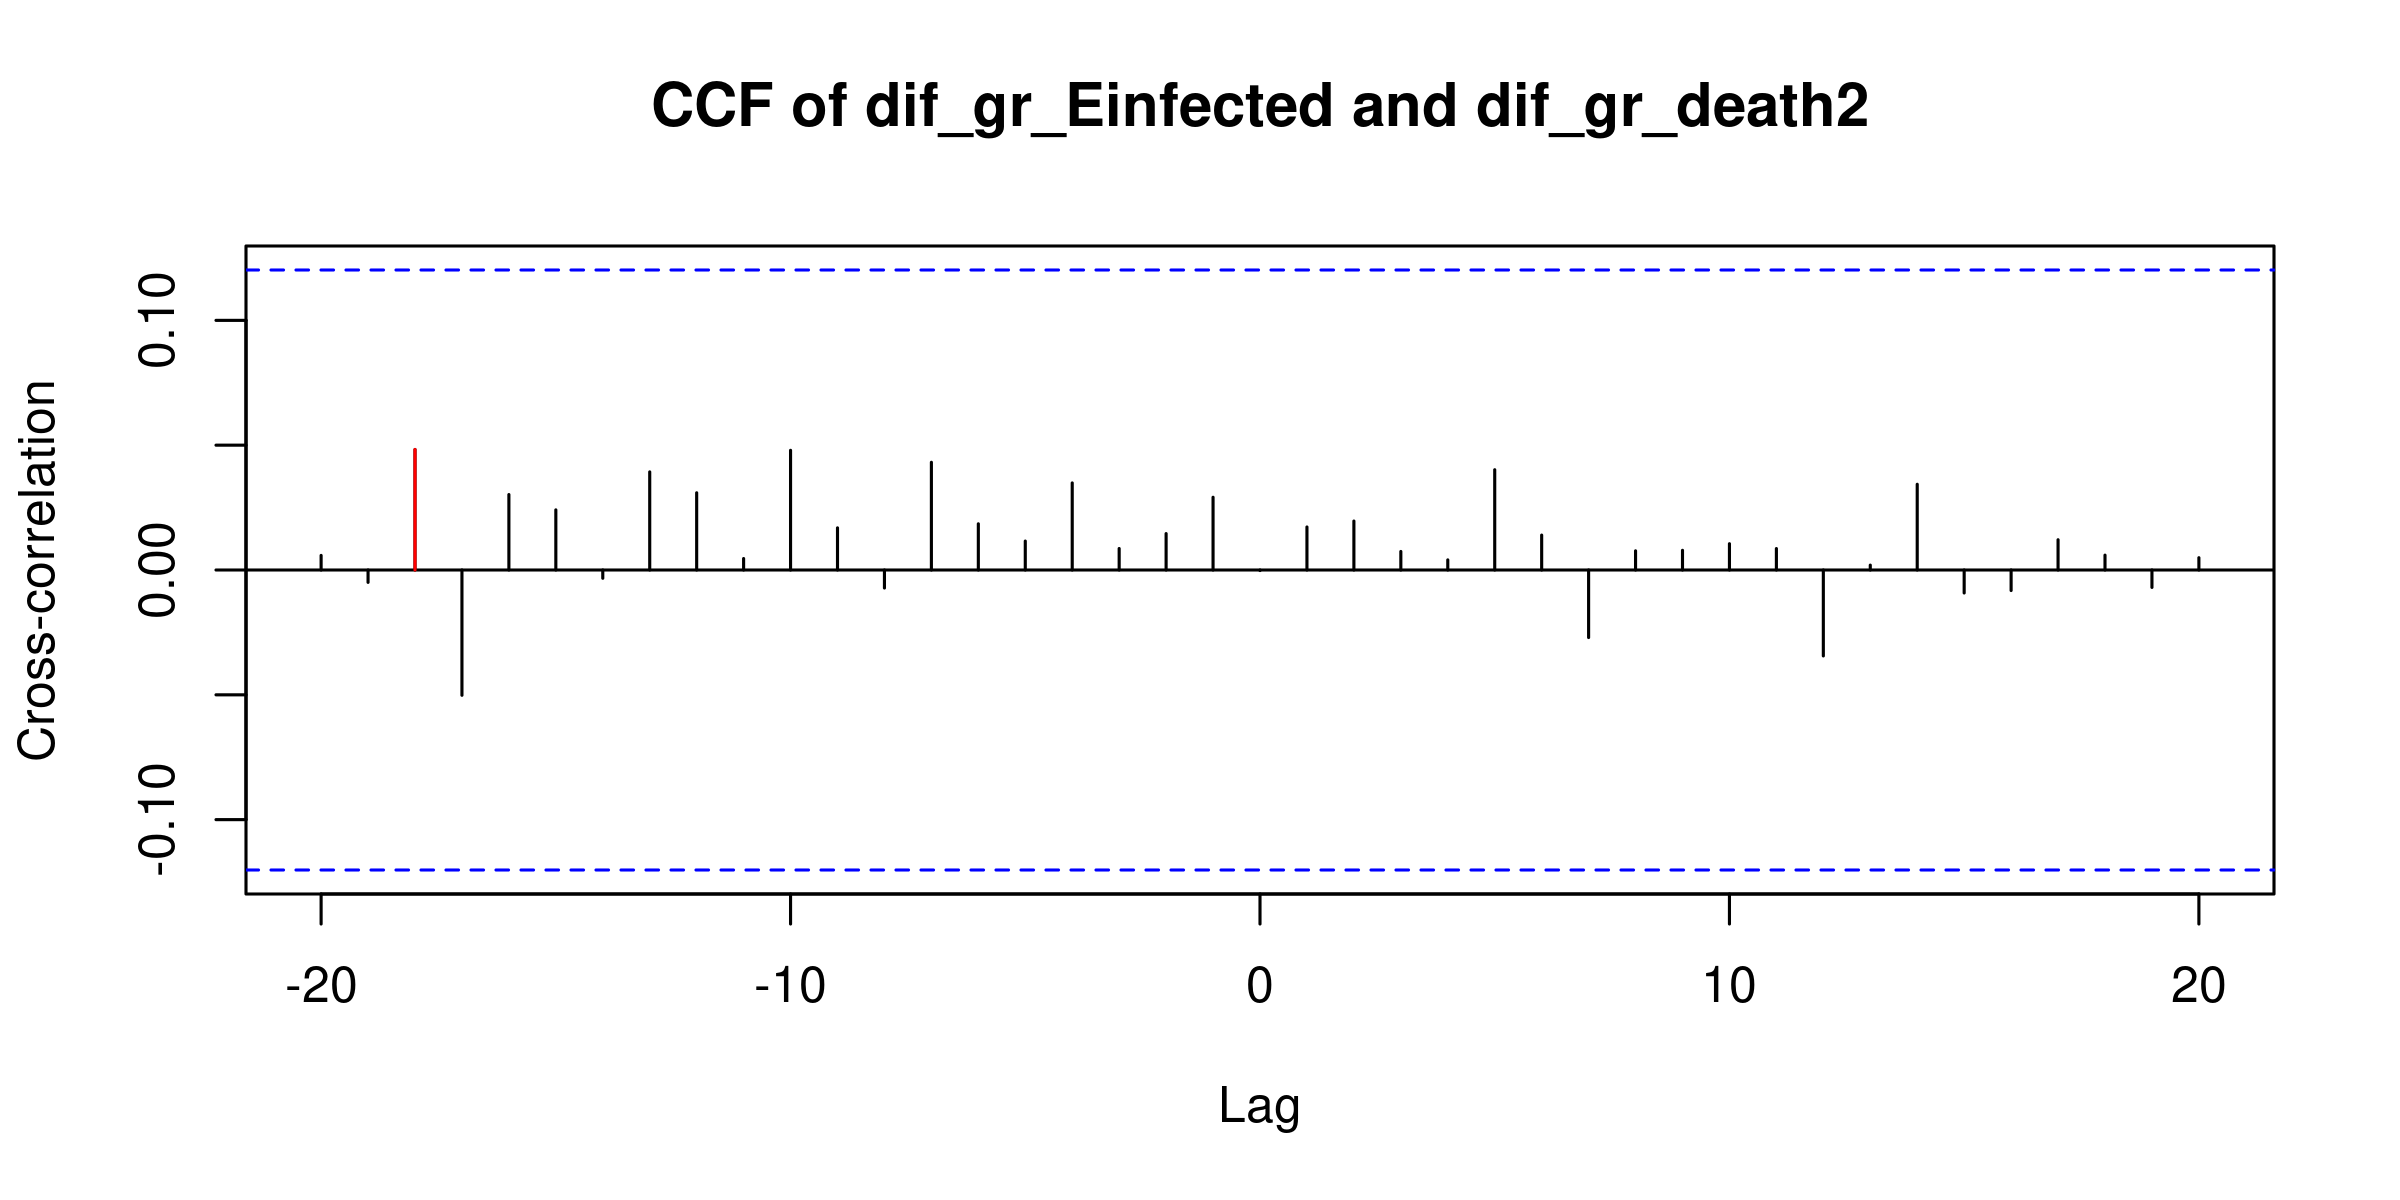 CCF of dif_gr_Einfected and dif_gr_death2
Cross-correlation
0.10
0.00
-0.10
-20
-10
0
10
20
Lag